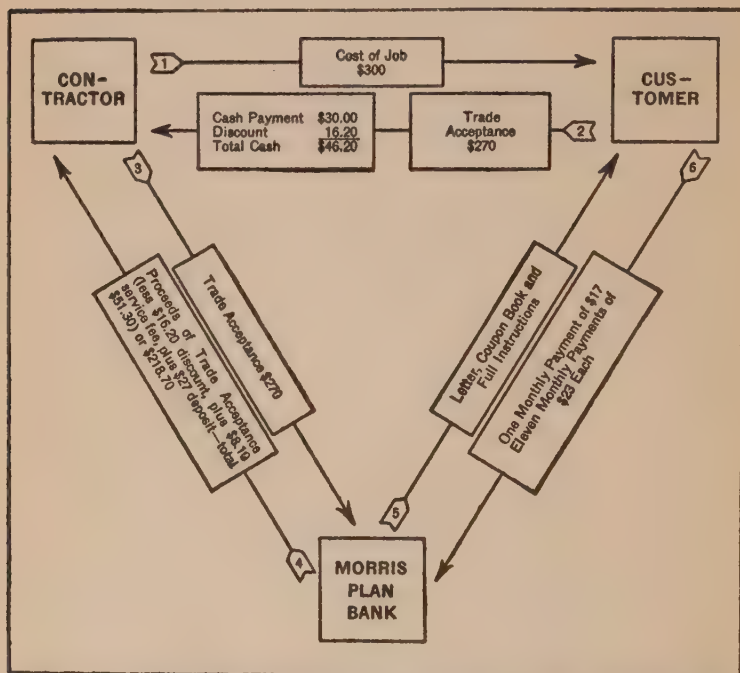 CON-
TRACTOR
1
Cost of Job
$300
CUS-
TOMER
Cash Payment $30.00
Discount 16.20
Total Cash $46.20
Trade
Acceptance
$270
2
3
Trade Acceptance $270
Proceeds of Trade Acceptance
(less $16.20 discount, plus $8.10
service fee, plus $27 deposit—total
$51.30) or $218.70
4
MORRIS
PLAN
BANK
5
Letter, Coupon Book and
Full Instructions
6
One Monthly Payment of $17
Eleven Monthly Payments of
$23 Each